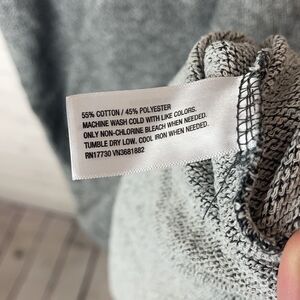 55% COTTON / 45% POLYESTER
MACHINE WASH COLD WITH LIKE COLORS.
ONLY NON-CHLORINE BLEACH WHEN NEEDED.
TUMBLE DRY LOW. COOL IRON WHEN NEEDED.
RN17730 VN3681882